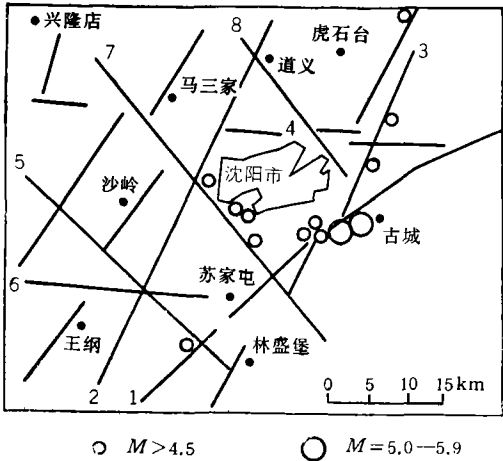 兴隆店
7
8
虎石台
3
道义
马三家
4
5
沈阳市
沙岭
古城
6
苏家屯
王纲
林盛堡
2
1
0 5 10 15km
M>4.5
M=5.0—5.9